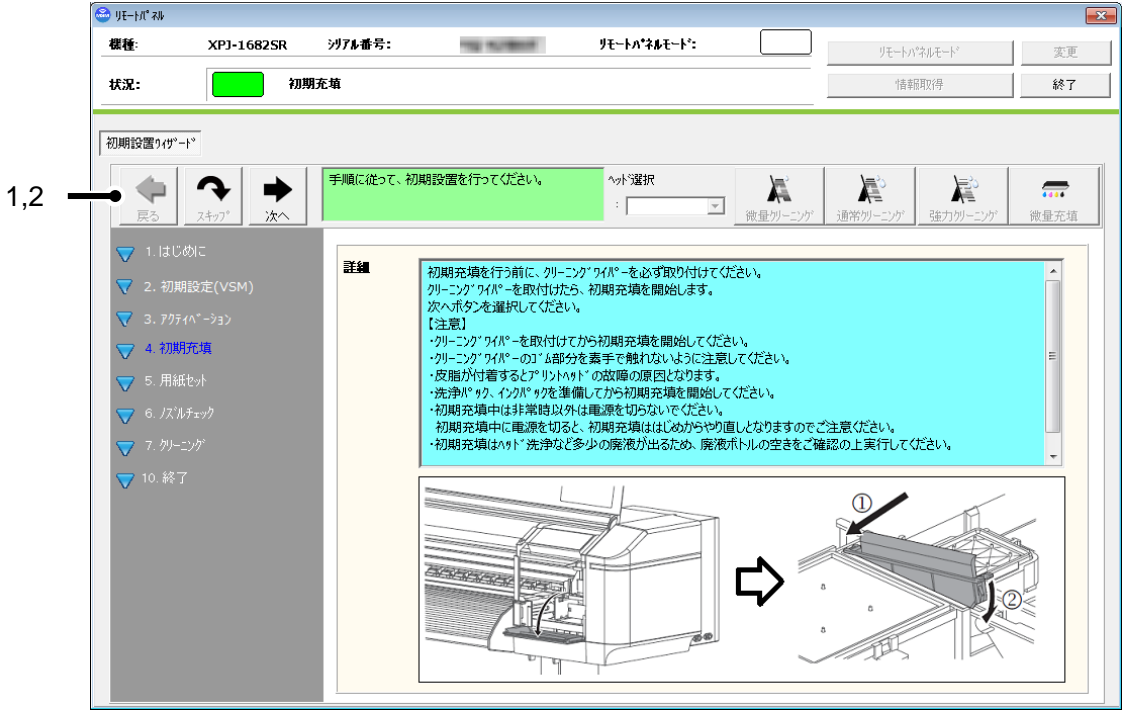 リモートパネル
機種: XPJ-1682SR シリアル番号: リモートパネルモード:
リモートパネルモード 変更
状況: 初期充填 情報取得 終了
初期設置ウィザード
1,2
戻る スキップ 次へ
手順に従って、初期設置を行ってください。
ヘッド選択
:
微量クリーニング 通常クリーニング 強力クリーニング 微量充填
1. はじめに
2. 初期設定(VSM)
3. アクティベーション
4. 初期充填
5. 用紙セット
6. ノズルチェック
7. クリーニング
10. 終了
詳細
初期充填を行う前に、クリーニングワイパーを必ず取り付けてください。
クリーニングワイパーを取付けたら、初期充填を開始します。
次へボタンを選択してください。
【注意】
・クリーニングワイパーを取付けてから初期充填を開始してください。
・クリーニングワイパーのゴム部分を素手で触れないように注意してください。
・皮脂が付着するとプリントヘッドの故障の原因となります。
・洗浄パック、インクパックを準備してから初期充填を開始してください。
・初期充填中は非常時以外は電源を切らないでください。
初期充填中に電源を切ると、初期充填ははじめからやり直しとなりますのでご注意ください。
・初期充填はヘッド洗浄など多少の廃液が出るため、廃液ボトルの空きをご確認の上実行してください。
①
②